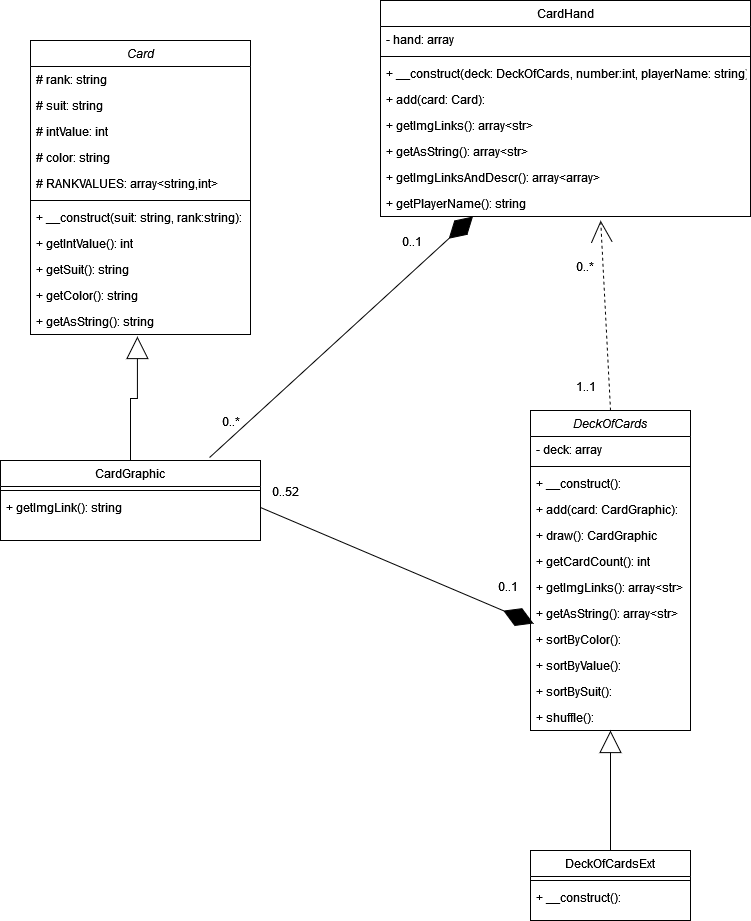 CardHand
- hand: array
+ __construct(deck: DeckOfCards, number:int, playerName: string)
+ add(card: Card):
+ getImgLinks(): array<str>
+ getAsString(): array<str>
+ getImgLinksAndDescr(): array<array>
+ getPlayerName(): string
Card
# rank: string
# suit: string
# intValue: int
# color: string
# RANKVALUES: array<string,int>
+ __construct(suit: string, rank:string):
+ getIntValue(): int
+ getSuit(): string
+ getColor(): string
+ getAsString(): string
0..1
0..*
0..*
1..1
CardGraphic
+ getImgLink(): string
0..52
0..1
DeckOfCards
- deck: array
+ __construct():
+ add(card: CardGraphic):
+ draw(): CardGraphic
+ getCardCount(): int
+ getImgLinks(): array<str>
+ getAsString(): array<str>
+ sortByColor():
+ sortByValue():
+ sortBySuit():
+ shuffle():
DeckOfCardsExt
+ __construct():